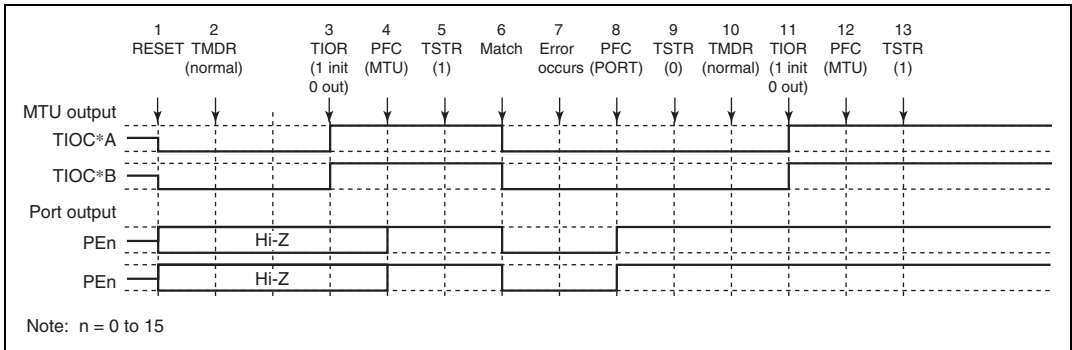 1 2 3 4 5 6 7 8 9 10 11 12 13
RESET TMDR TIOR PFC TSTR Match Error PFC TSTR TMDR TIOR PFC TSTR
(normal) (1 init (MTU) (1) occurs (PORT) (0) (normal) (1 init (MTU) (1)
0 out) 0 out)
MTU output
TIOC*A
TIOC*B
Port output
PEn Hi-Z
PEn Hi-Z
Note: n = 0 to 15